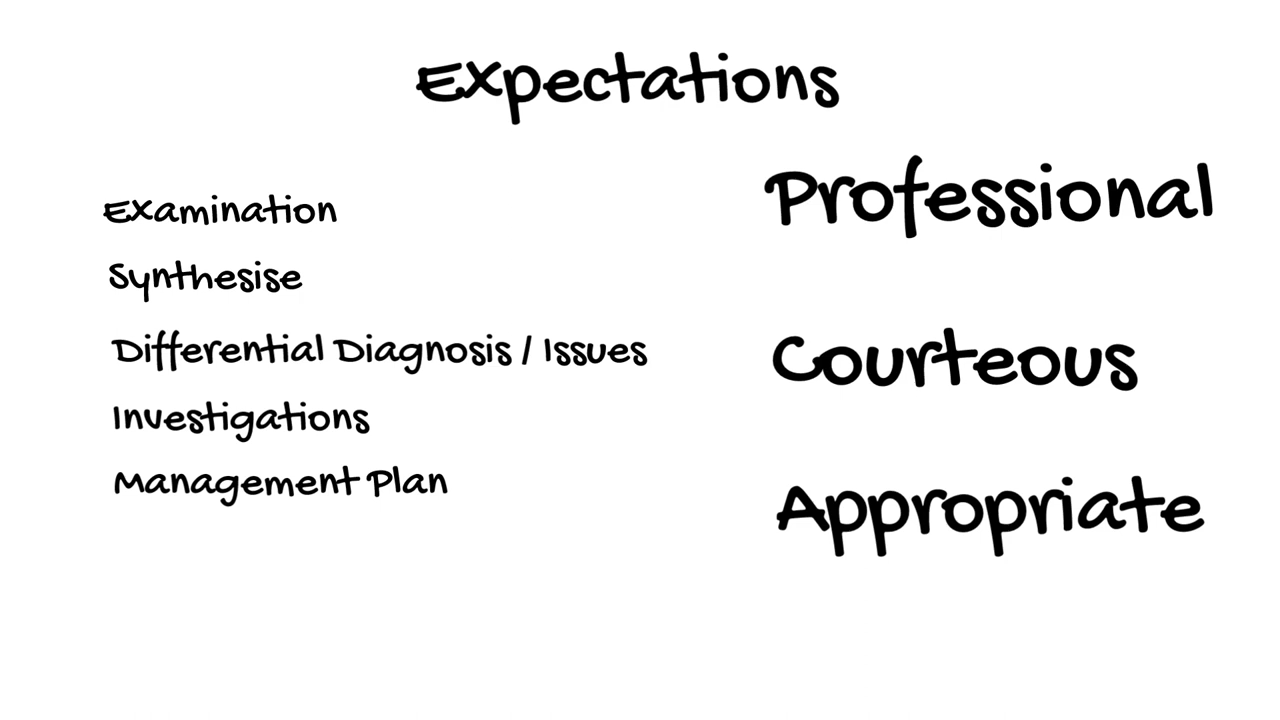 Expectations
Examination
Synthesise
Differential Diagnosis / Issues
Investigations
Management Plan
Professional
Courteous
Appropriate